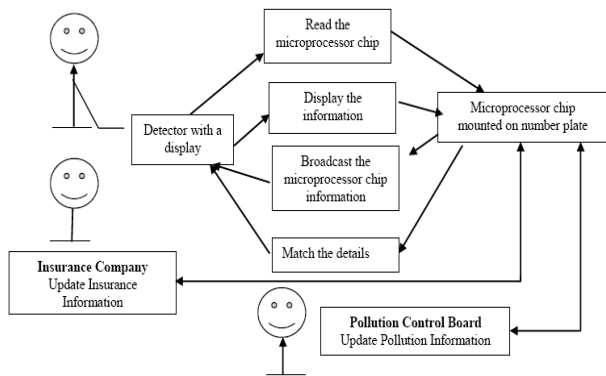 Read the
microprocessor chip
Display the
information
Microprocessor chip
mounted on number plate
Detector with a
display
Broadcast the
microprocessor chip
information
Match the details
Insurance Company
Update Insurance
Information
Pollution Control Board
Update Pollution Information